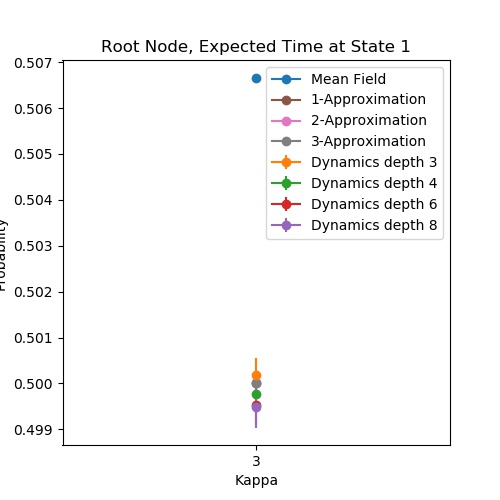 Root Node, Expected Time at State 1
0.507
0.506
0.505
0.504
0.503
0.502
0.501
0.500
0.499
Probability
Mean Field
1-Approximation
2-Approximation
3-Approximation
Dynamics depth 3
Dynamics depth 4
Dynamics depth 6
Dynamics depth 8
3
Kappa